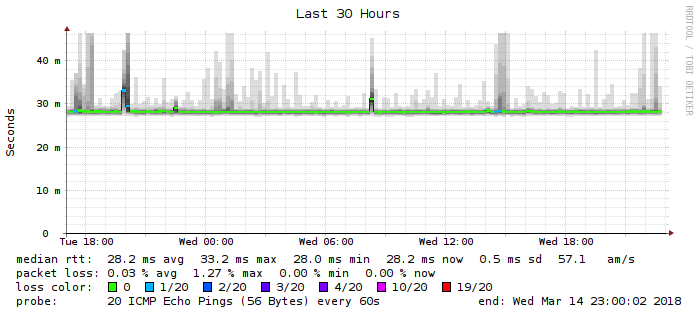 Last 30 Hours
RRDTOOL / TOBI OETIKER
Seconds
40 m
30 m
20 m
10 m
0
Tue 18:00 Wed 00:00 Wed 06:00 Wed 12:00 Wed 18:00
median rtt: 28.2 ms avg 33.2 ms max 28.0 ms min 28.2 ms now 0.5 ms sd 57.1 am/s
packet loss: 0.03 % avg 1.27 % max 0.00 % min 0.00 % now
loss color: 0 1/20 2/20 3/20 4/20 10/20 19/20
probe: 20 ICMP Echo Pings (56 Bytes) every 60s end: Wed Mar 14 23:00:02 2018